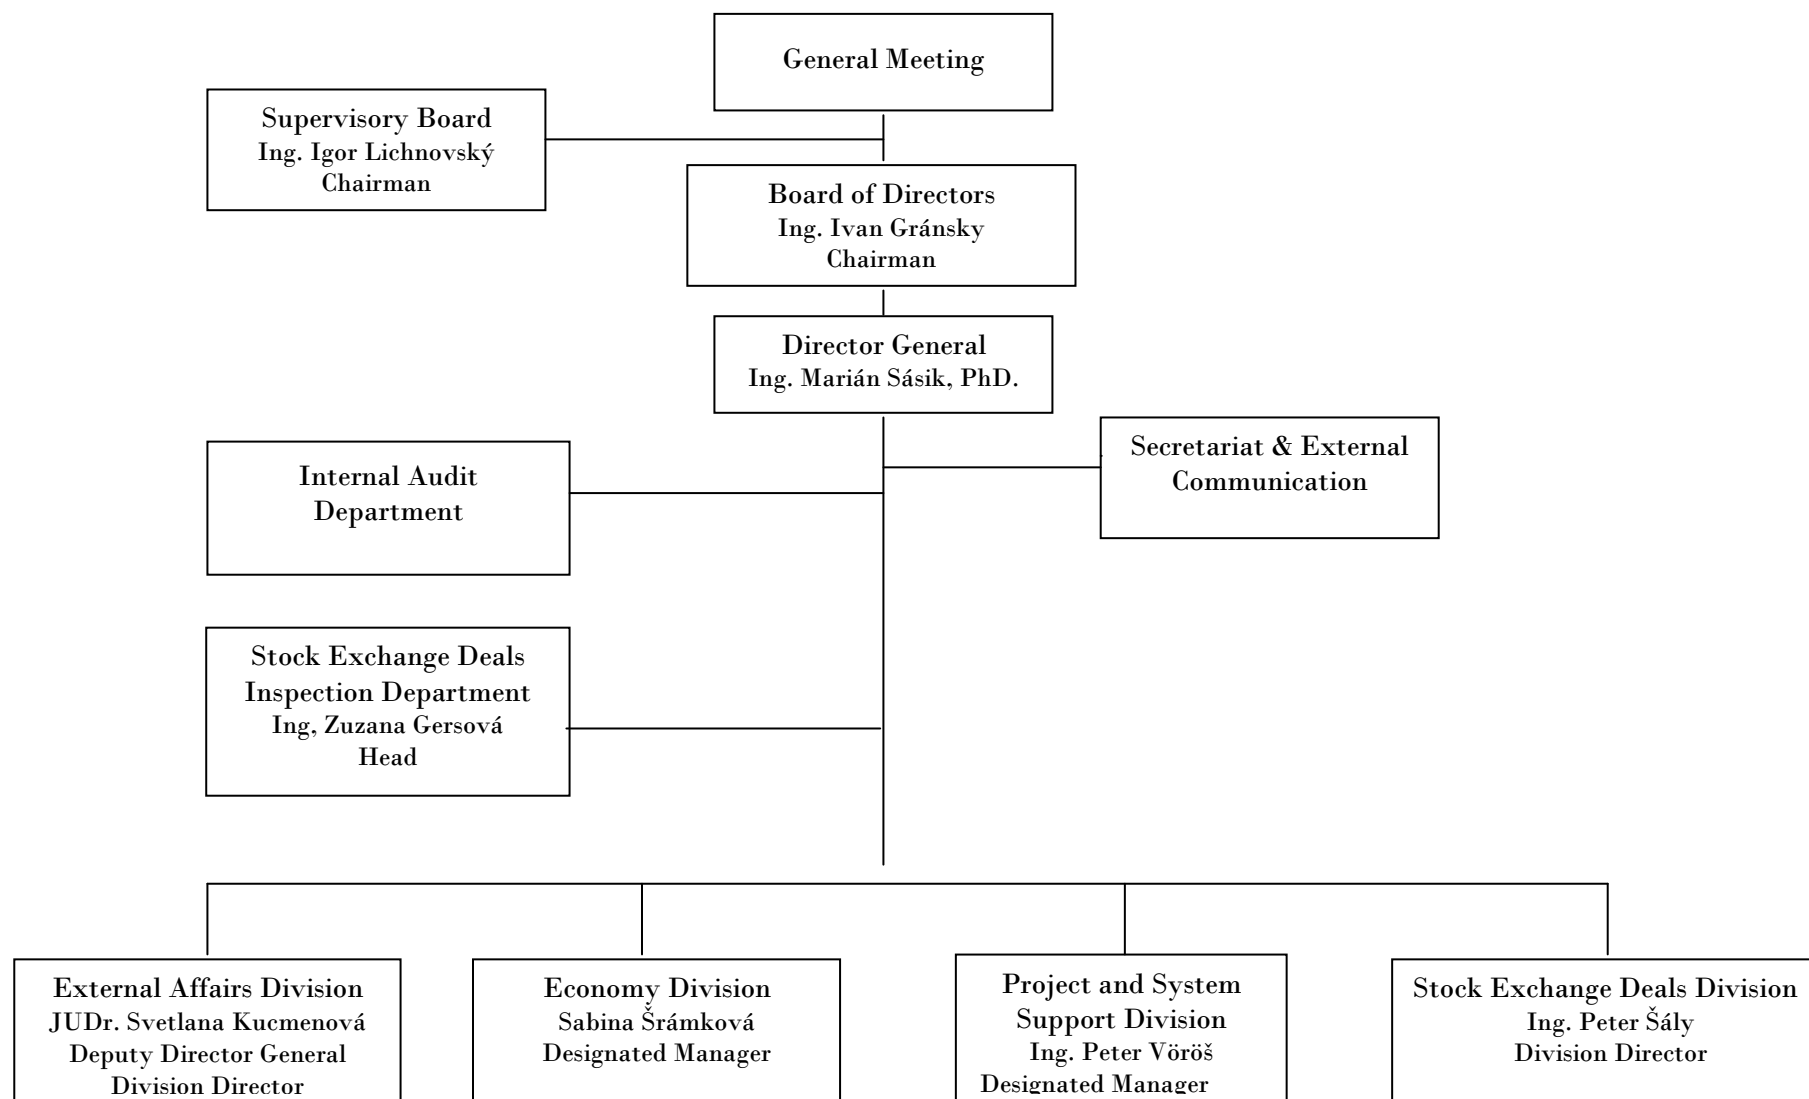 General Meeting
Supervisory Board
Ing. Igor Lichnovský
Chairman
Board of Directors
Ing. Ivan Gránsky
Chairman
Director General
Ing. Marián Sásik, PhD.
Secretariat & External
Communication
Internal Audit
Department
Stock Exchange Deals
Inspection Department
Ing, Zuzana Gersová
Head
External Affairs Division
JUDr. Svetlana Kucmenová
Deputy Director General
Division Director
Economy Division
Sabina Šrámková
Designated Manager
Project and System
Support Division
Ing. Peter Vöröš
Designated Manager
Stock Exchange Deals Division
Ing. Peter Šály
Division Director